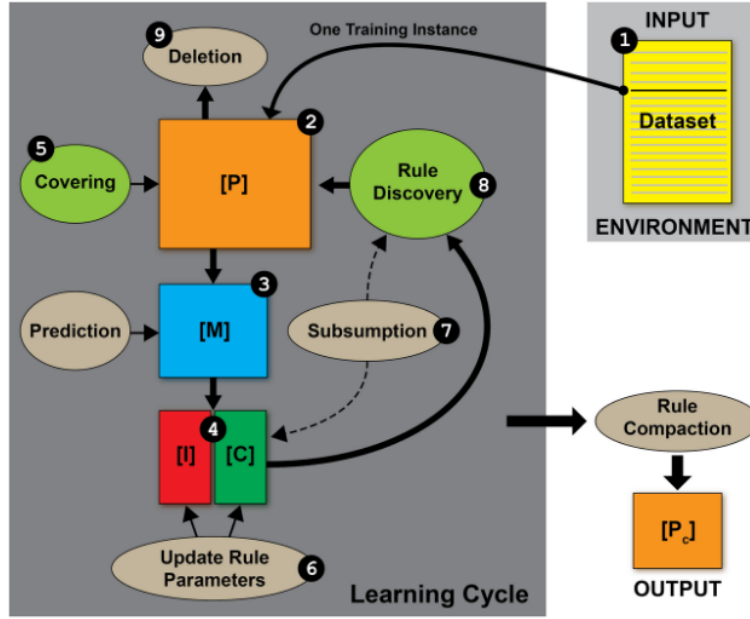 9
Deletion
One Training Instance
1
INPUT
Dataset
ENVIRONMENT
2
[P]
5
Covering
Rule
Discovery
8
3
[M]
Prediction
Subsumption
7
4
[I]
[C]
Update Rule
Parameters
6
Learning Cycle
Rule
Compaction
[Pc]
OUTPUT